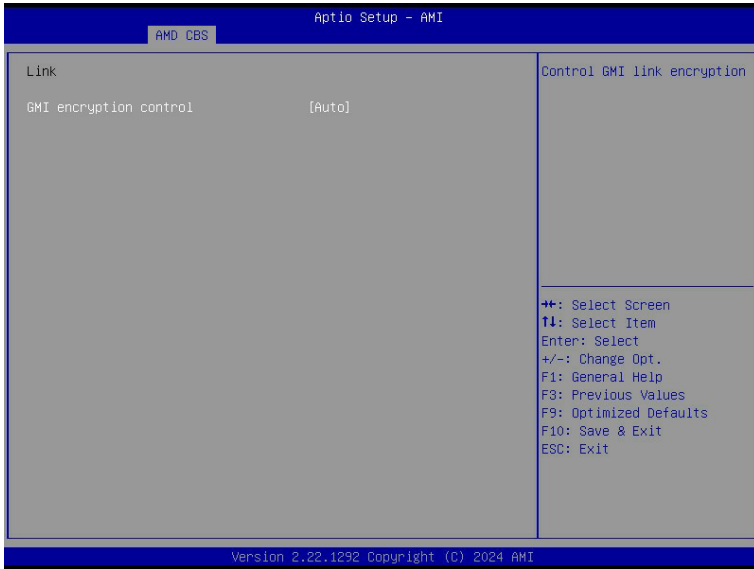 Aptio Setup – AMI
AMD CBS
Link
GMI encryption control [Auto]
Control GMI link encryption
→←: Select Screen
↑↓: Select Item
Enter: Select
+/-: Change Opt.
F1: General Help
F3: Previous Values
F9: Optimized Defaults
F10: Save & Exit
ESC: Exit
Version 2.22.1292 Copyright (C) 2024 AMI